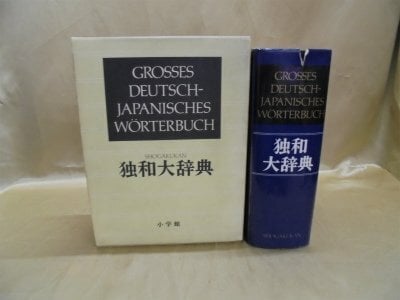 GROSSES
DEUTSCH-
JAPANISCHES
WÖRTERBUCH
SHOGAKUKAN
独和大辞典
小学館
GROSSES
DEUTSCH-
JAPANISCHES
WÖRTERBUCH
独和
大辞典
SHOGAKUKAN